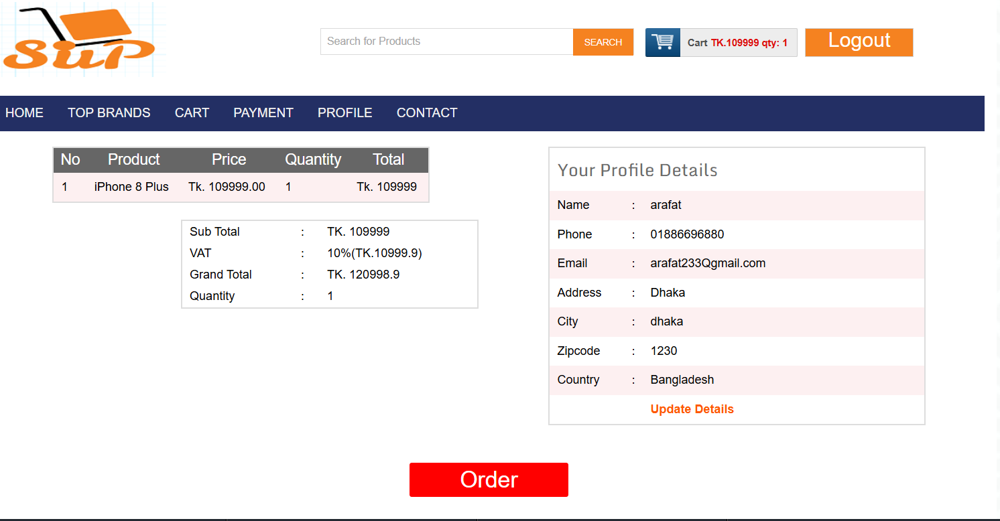 SuP
Search for Products SEARCH Cart TK.109999 qty: 1 Logout
HOME TOP BRANDS CART PAYMENT PROFILE CONTACT
No Product Price Quantity Total
1 iPhone 8 Plus Tk. 109999.00 1 Tk. 109999
Sub Total : TK. 109999
VAT : 10%(TK.10999.9)
Grand Total : TK. 120998.9
Quantity : 1
Your Profile Details
Name : arafat
Phone : 01886696880
Email : arafat233Qgmail.com
Address : Dhaka
City : dhaka
Zipcode : 1230
Country : Bangladesh
Update Details
Order